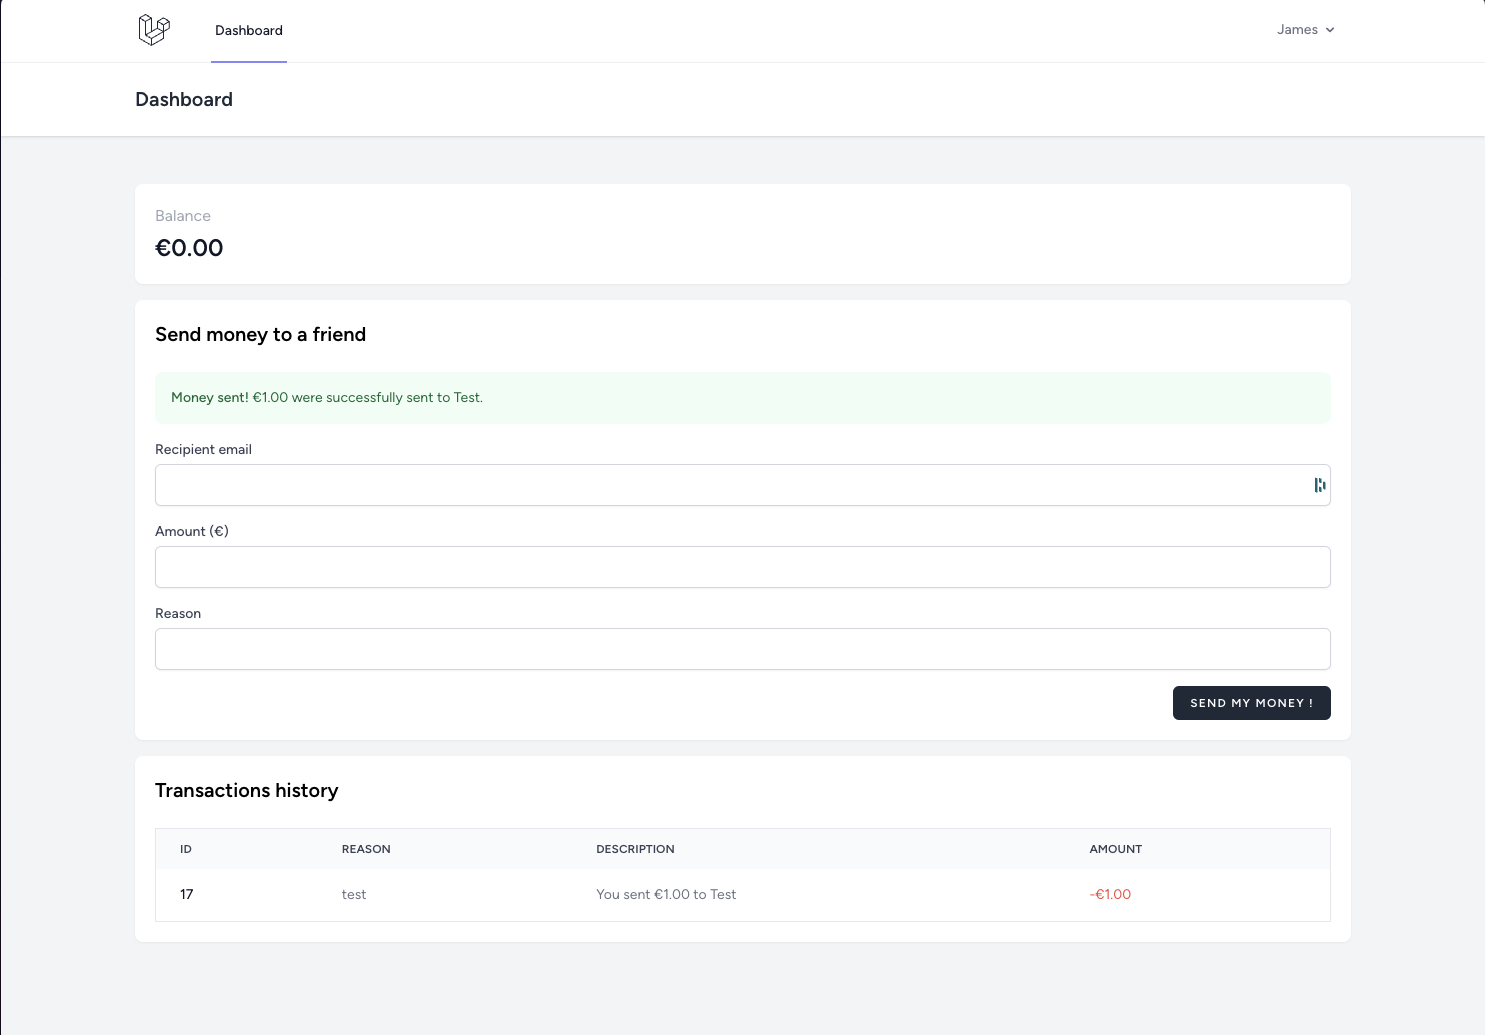 Dashboard
James
Dashboard
Balance
€0.00
Send money to a friend
Money sent! €1.00 were successfully sent to Test.
Recipient email
Amount (€)
Reason
SEND MY MONEY !
Transactions history
ID REASON DESCRIPTION AMOUNT
17 test You sent €1.00 to Test -€1.00